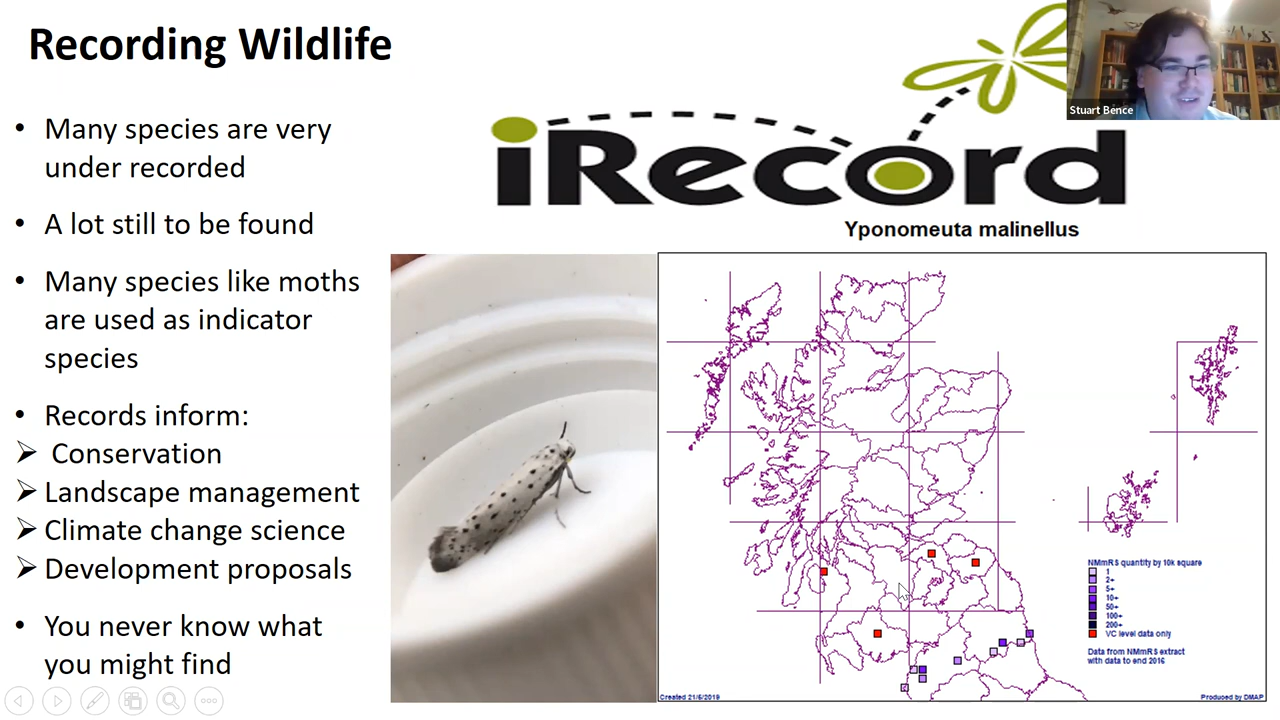 Recording Wildlife
Stuart Bence
iRecord
• Many species are very
under recorded
• A lot still to be found
• Many species like moths
are used as indicator
species
• Records inform:
➢ Conservation
➢ Landscape management
➢ Climate change science
➢ Development proposals
• You never know what
you might find
Yponomeuta malinellus
NMmRS quantity by 10k square
1
2+
5+
10+
50+
100+
200+
VC level data only
Data from NMmRS extract
with data to end 2016
Created 21/6/2019
Produced by DMAP